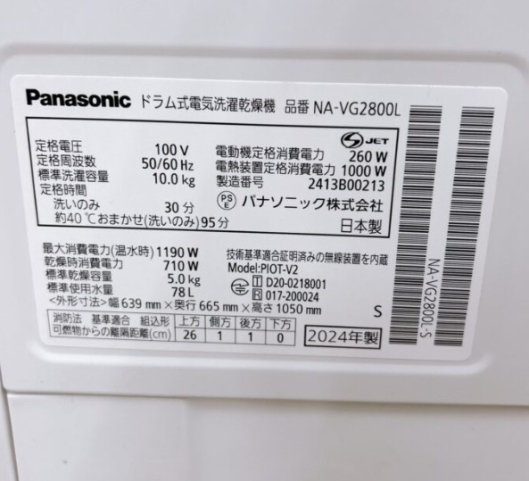 Panasonic ドラム式電気洗濯乾燥機 品番 NA-VG2800L
定格電圧 100 V
定格周波数 50/60 Hz
標準洗濯容量 10.0 kg
定格時間
洗いのみ 30 分
約40℃おまかせ(洗いのみ) 95 分
S JET
電動機定格消費電力 260 W
電熱装置定格消費電力 1000 W
製造番号 2413B00213
PS E パナソニック株式会社
日本製
最大消費電力(温水時) 1190 W
乾燥時消費電力 710 W
標準乾燥容量 5.0 kg
標準使用水量 78 L
<外形寸法> 幅 639 mm × 奥行 665 mm × 高さ 1050 mm
技術基準適合証明済みの無線装置を内蔵
Model:PIOT-V2
T D20-0218001
R 017-200024
S
消防法 基準適合 組込形
可燃物からの離隔距離(cm)
上方 側方 後方 下方
26 1 1 0
2024年製
NA-VG2800L-S